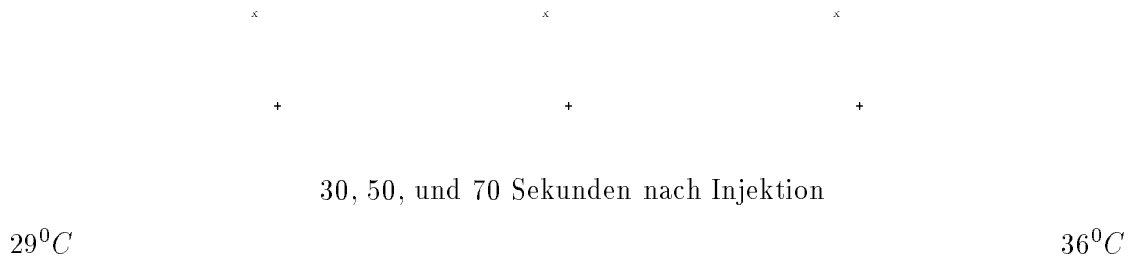 x x x
+ + +
30, 50, und 70 Sekunden nach Injektion
29⁰C 36⁰C